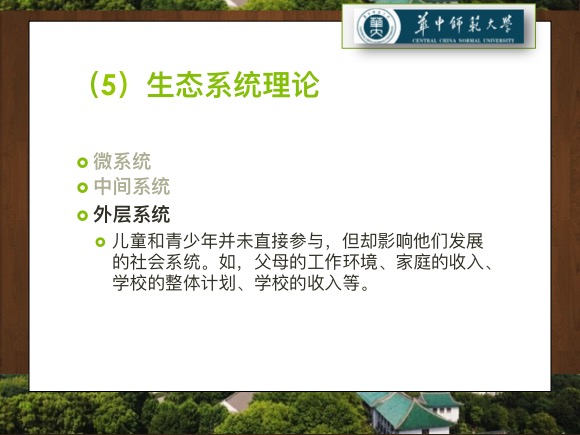 華中師範大學
CENTRAL CHINA NORMAL UNIVERSITY
（5）生态系统理论
微系统
中间系统
外层系统
儿童和青少年并未直接参与，但却影响他们发展
的社会系统。如，父母的工作环境、家庭的收入、
学校的整体计划、学校的收入等。